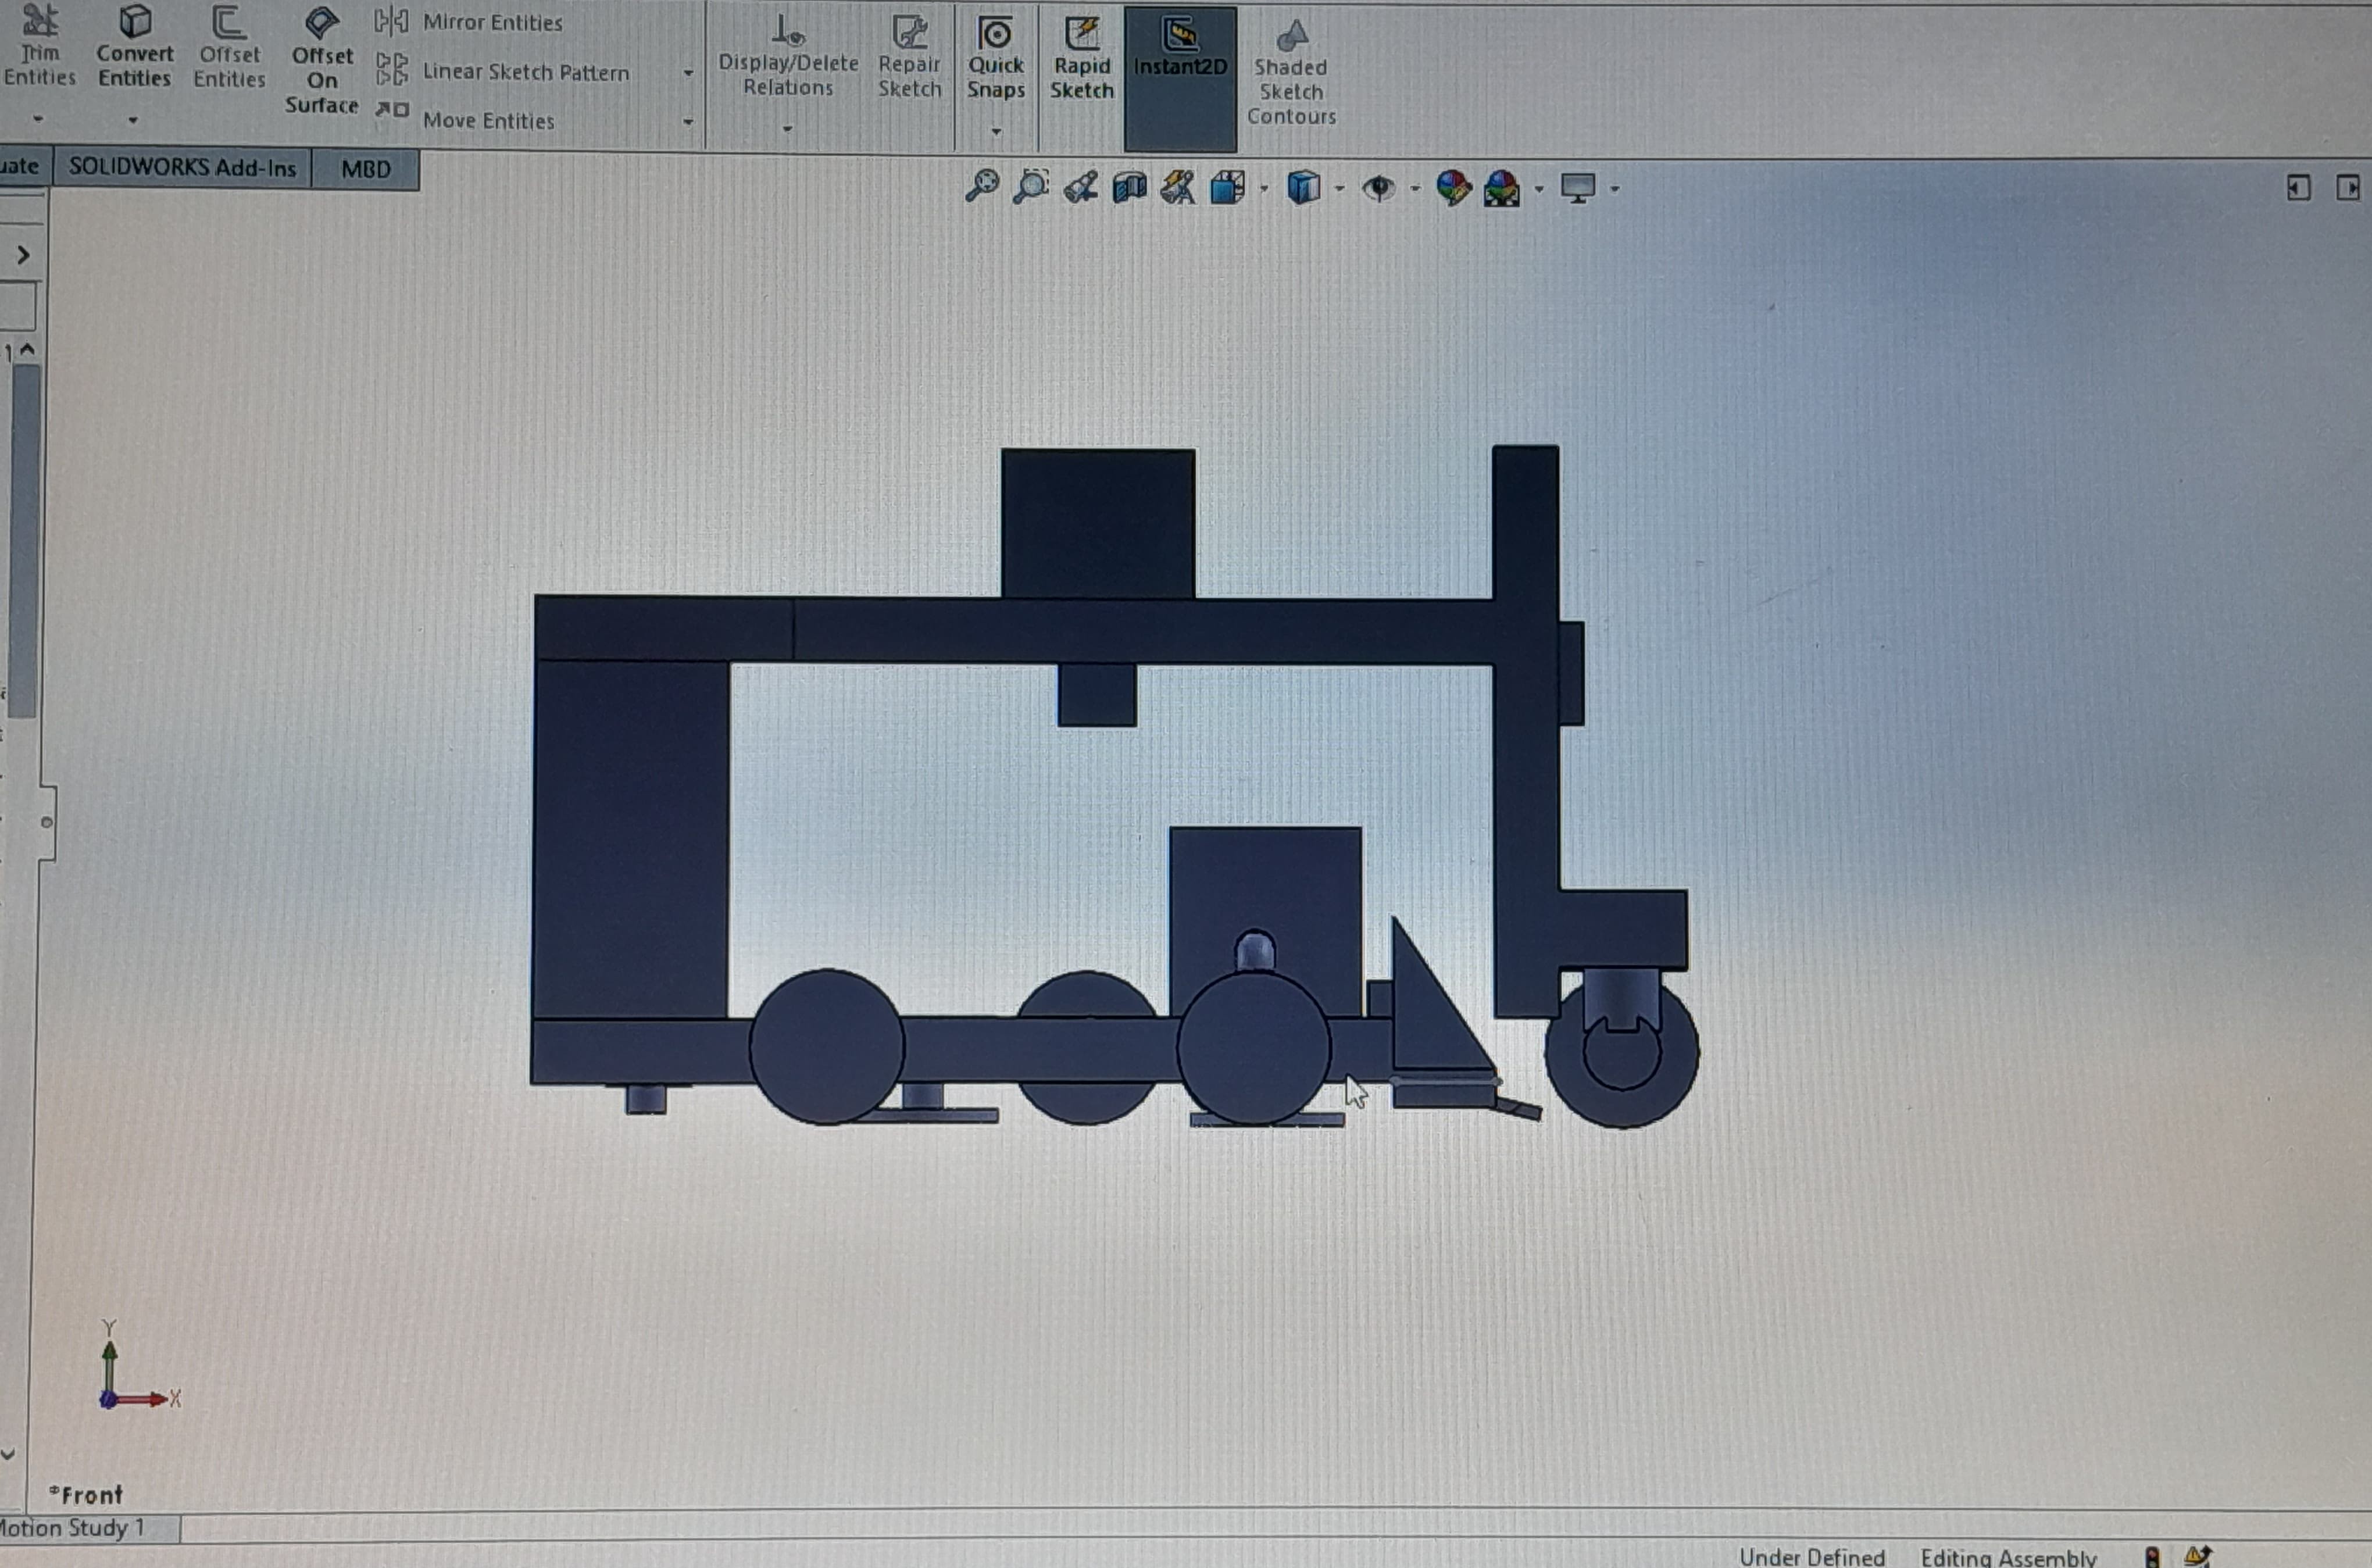 Trim
Entities
Convert
Entities
Offset
Entities
Offset
On
Surface
Mirror Entities
Linear Sketch Pattern
Move Entities
Display/Delete
Relations
Repair
Sketch
Quick
Snaps
Rapid
Sketch
Instant2D
Shaded
Sketch
Contours
uate
SOLIDWORKS Add-Ins
MBD
1
Y
X
*Front
Motion Study 1
Under Defined
Editing Assembly